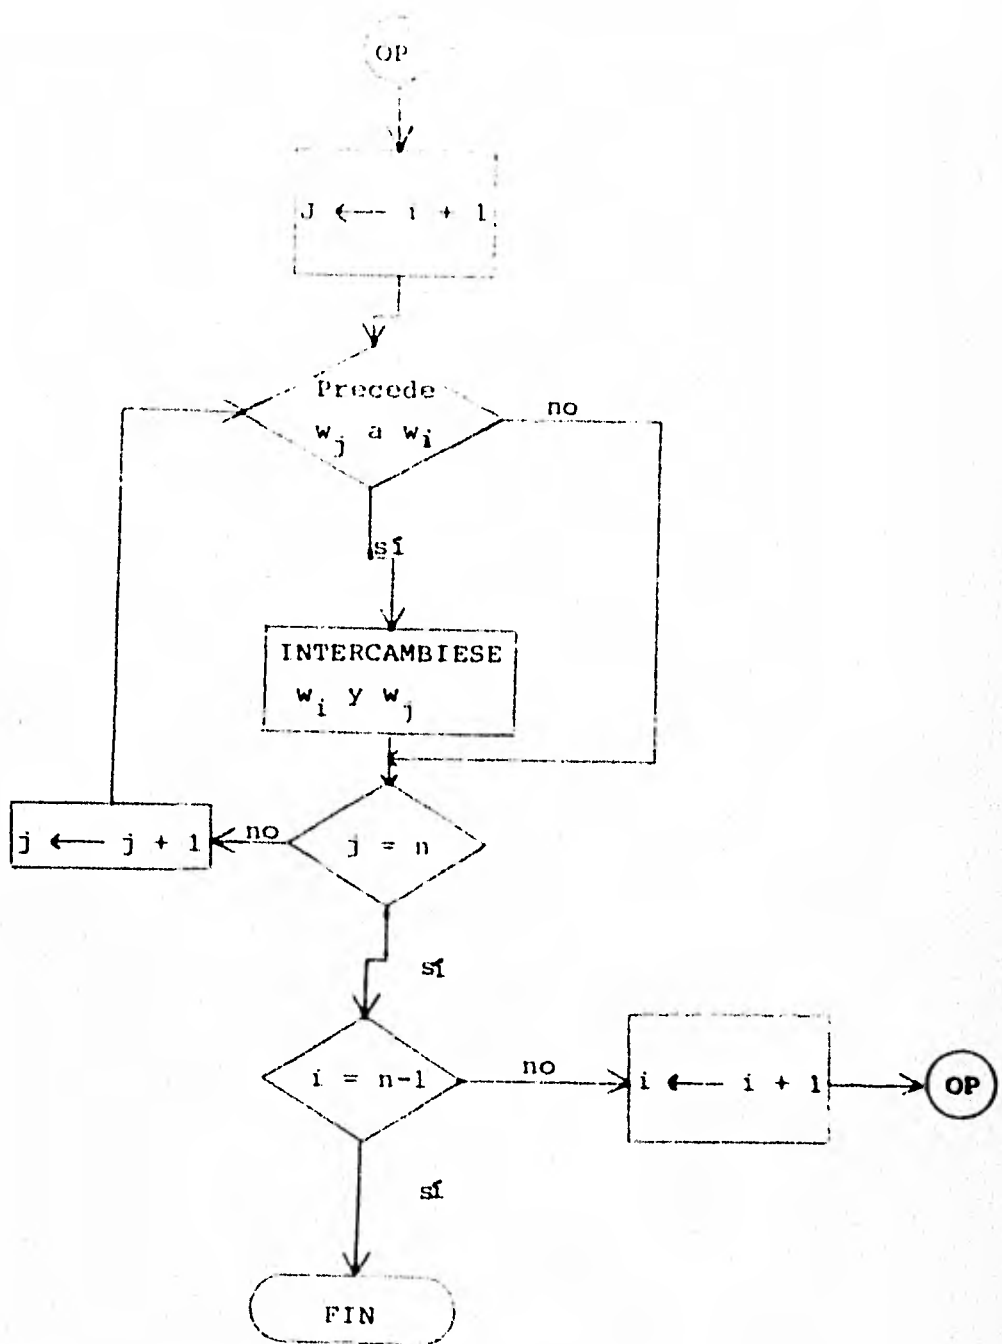 OP
J ← i + 1
Precede
w_j a w_i
no
sí
INTERCAMBIESE
w_i y w_j
j ← j + 1
no
j = n
sí
i = n-1
no
i ← i + 1
OP
sí
FIN